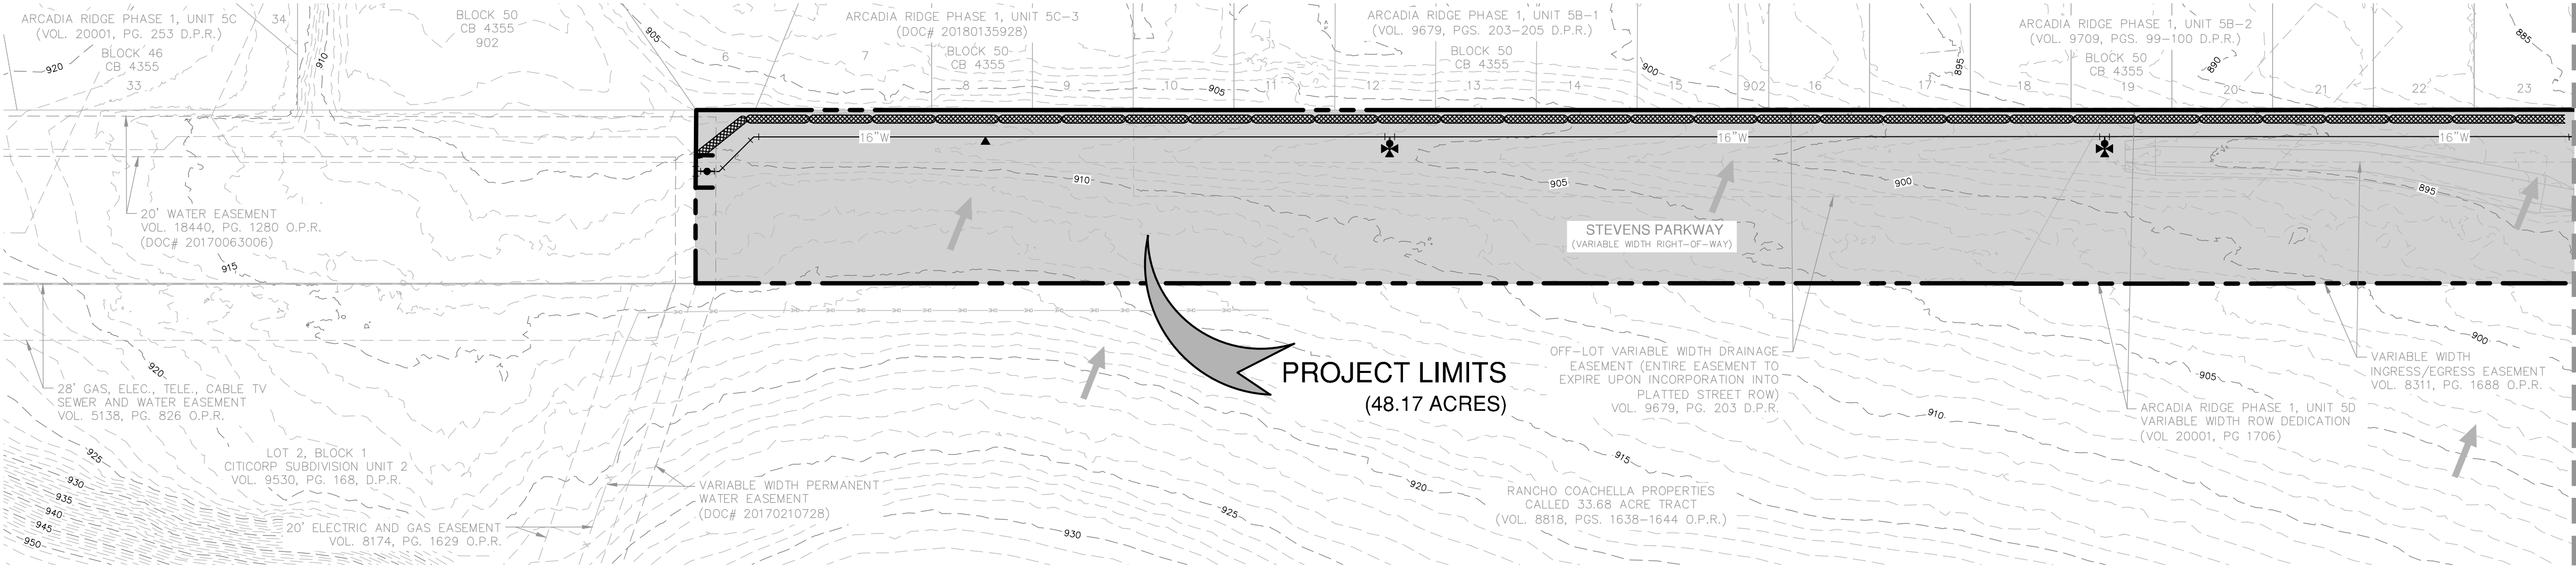 ARCADIA RIDGE PHASE 1, UNIT 5C
(VOL. 20001, PG. 253 D.P.R.)
BLOCK 46
CB 4355
33
34
920
910
BLOCK 50
CB 4355
902
905
ARCADIA RIDGE PHASE 1, UNIT 5C-3
(DOC# 20180135928)
BLOCK 50
CB 4355
6
7
8
9
10
11
905
ARCADIA RIDGE PHASE 1, UNIT 5B-1
(VOL. 9679, PGS. 203-205 D.P.R.)
BLOCK 50
CB 4355
12
13
14
15
902
16
17
900
895
ARCADIA RIDGE PHASE 1, UNIT 5B-2
(VOL. 9709, PGS. 99-100 D.P.R.)
BLOCK 50
CB 4355
18
19
20
21
22
23
890
885
16"W
16"W
16"W
910
905
900
895
STEVENS PARKWAY
(VARIABLE WIDTH RIGHT-OF-WAY)
20' WATER EASEMENT
VOL. 18440, PG. 1280 O.P.R.
(DOC# 20170063006)
915
920
28' GAS, ELEC., TELE., CABLE TV
SEWER AND WATER EASEMENT
VOL. 5138, PG. 826 O.P.R.
LOT 2, BLOCK 1
CITICORP SUBDIVISION UNIT 2
VOL. 9530, PG. 168, D.P.R.
925
930
935
940
945
950
20' ELECTRIC AND GAS EASEMENT
VOL. 8174, PG. 1629 O.P.R.
VARIABLE WIDTH PERMANENT
WATER EASEMENT
(DOC# 20170210728)
PROJECT LIMITS
(48.17 ACRES)
930
925
920
915
910
905
900
OFF-LOT VARIABLE WIDTH DRAINAGE
EASEMENT (ENTIRE EASEMENT TO
EXPIRE UPON INCORPORATION INTO
PLATTED STREET ROW)
VOL. 9679, PG. 203 D.P.R.
RANCHO COACHELLA PROPERTIES
CALLED 33.68 ACRE TRACT
(VOL. 8818, PGS. 1638-1644 O.P.R.)
ARCADIA RIDGE PHASE 1, UNIT 5D
VARIABLE WIDTH ROW DEDICATION
(VOL 20001, PG 1706)
VARIABLE WIDTH
INGRESS/EGRESS EASEMENT
VOL. 8311, PG. 1688 O.P.R.